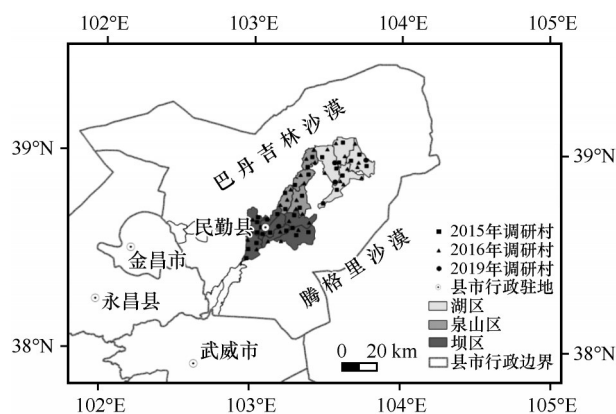 102°E 103°E 104°E 105°E
39°N 39°N
巴丹吉林沙漠
民勤县
金昌市
永昌县
武威市
腾格里沙漠
2015年调研村
2016年调研村
2019年调研村
县市行政驻地
湖区
泉山区
坝区
县市行政边界
0 20 km
38°N 38°N
102°E 103°E 104°E 105°E